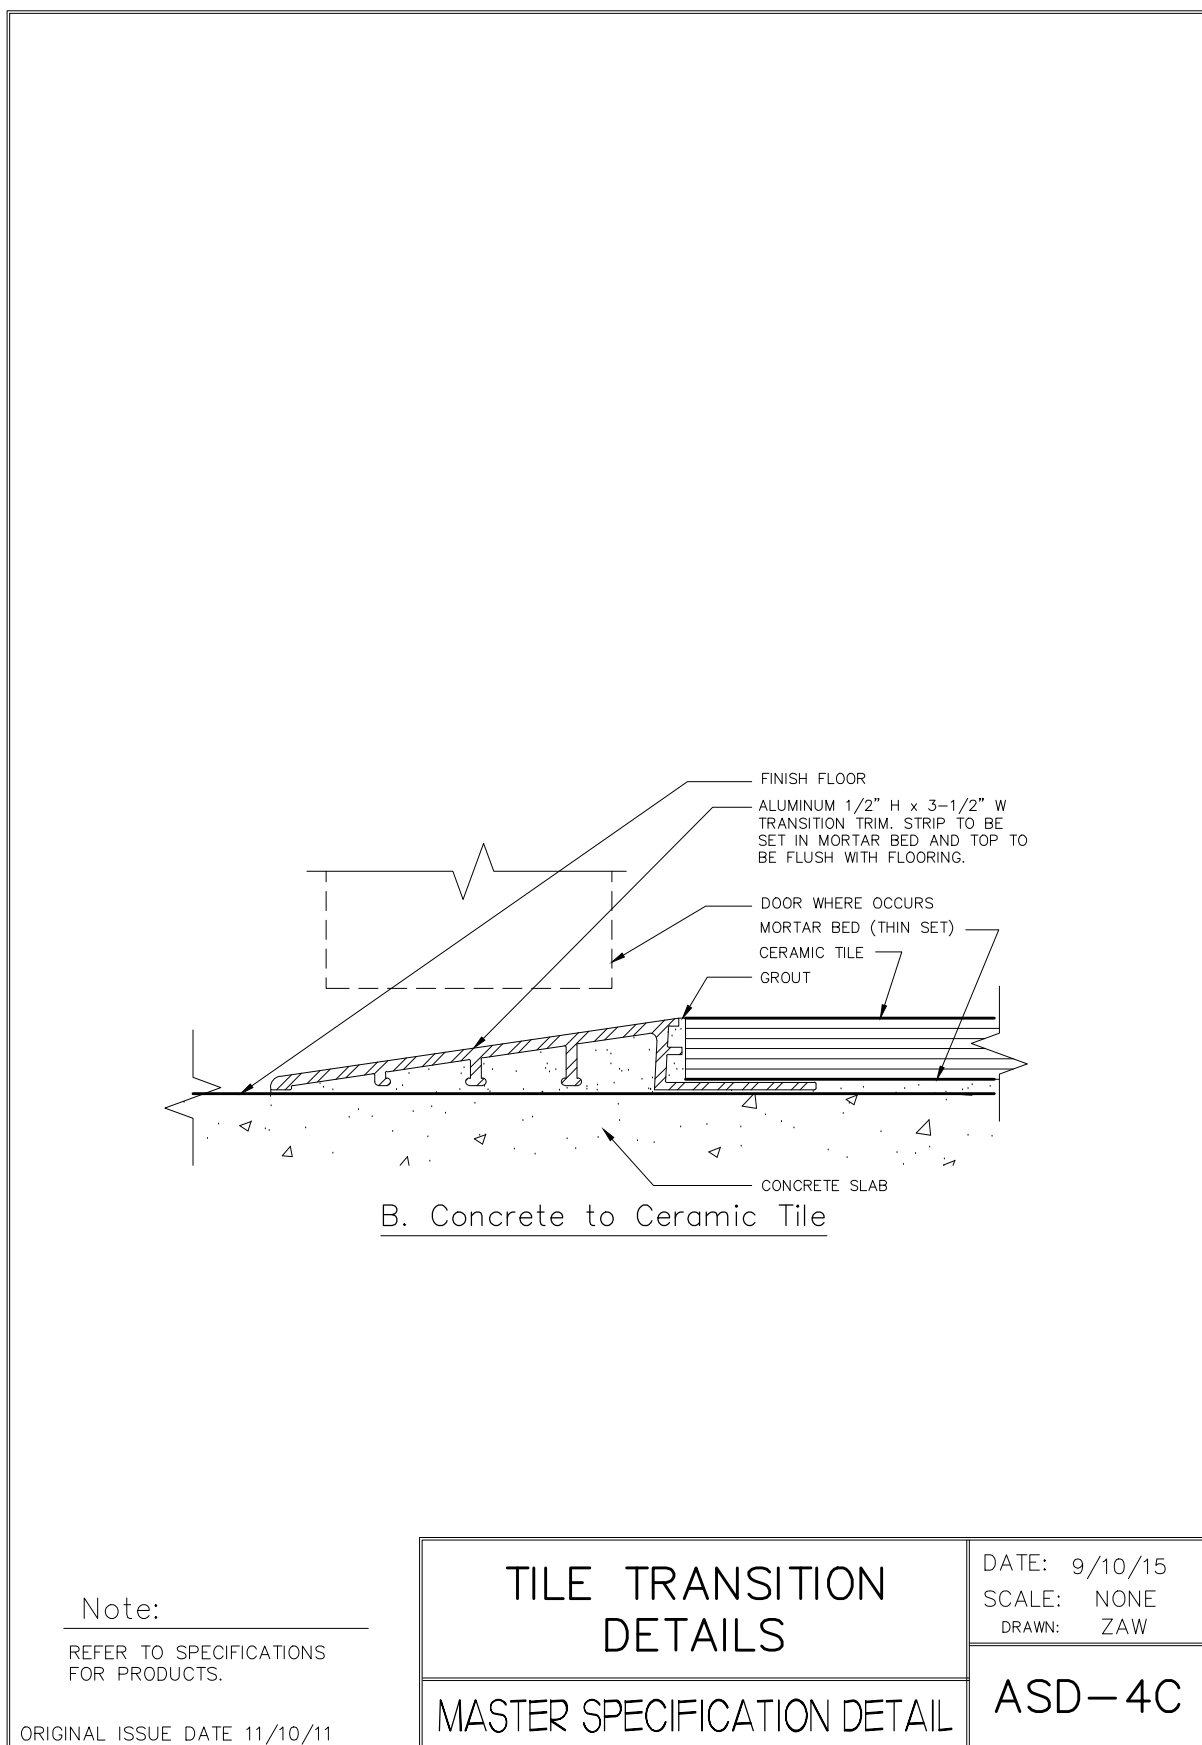 FINISH FLOOR
ALUMINUM 1/2" H x 3-1/2" W
TRANSITION TRIM. STRIP TO BE
SET IN MORTAR BED AND TOP TO
BE FLUSH WITH FLOORING.
DOOR WHERE OCCURS
MORTAR BED (THIN SET)
CERAMIC TILE
GROUT
CONCRETE SLAB
B. Concrete to Ceramic Tile
Note:
REFER TO SPECIFICATIONS
FOR PRODUCTS.
ORIGINAL ISSUE DATE 11/10/11
TILE TRANSITION
DETAILS
MASTER SPECIFICATION DETAIL
DATE: 9/10/15
SCALE: NONE
DRAWN: ZAW
ASD-4C